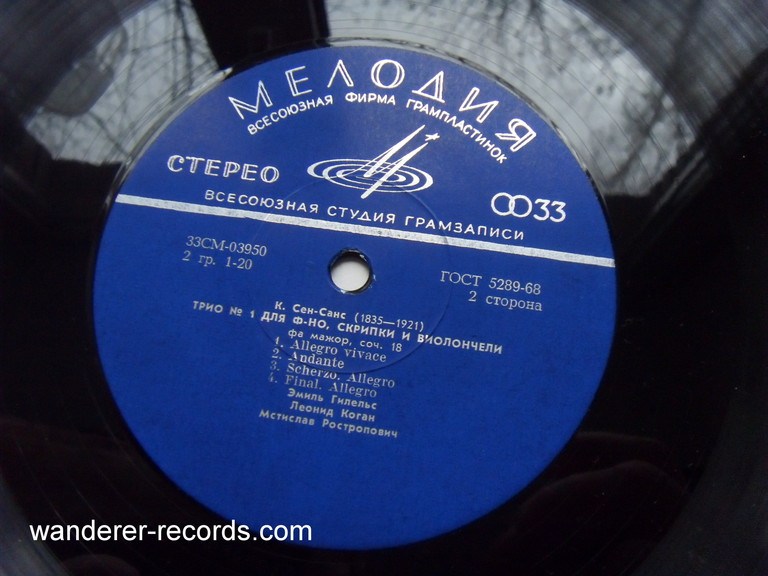 МЕЛОДИЯ
ВСЕСОЮЗНАЯ ФИРМА ГРАМПЛАСТИНОК
СТЕРЕО
33
ВСЕСОЮЗНАЯ СТУДИЯ ГРАМЗАПИСИ
33СМ-03950
2 гр. 1-20
ГОСТ 5289-68
2 сторона
К. Сен-Санс (1835—1921)
ТРИО № 1 ДЛЯ Ф-НО, СКРИПКИ И ВИОЛОНЧЕЛИ
фа мажор, соч. 18
1. Allegro vivace
2. Andante
3. Scherzo. Allegro
4. Final. Allegro
Эмиль Гилельс
Леонид Коган
Мстислав Ростропович
wanderer-records.com